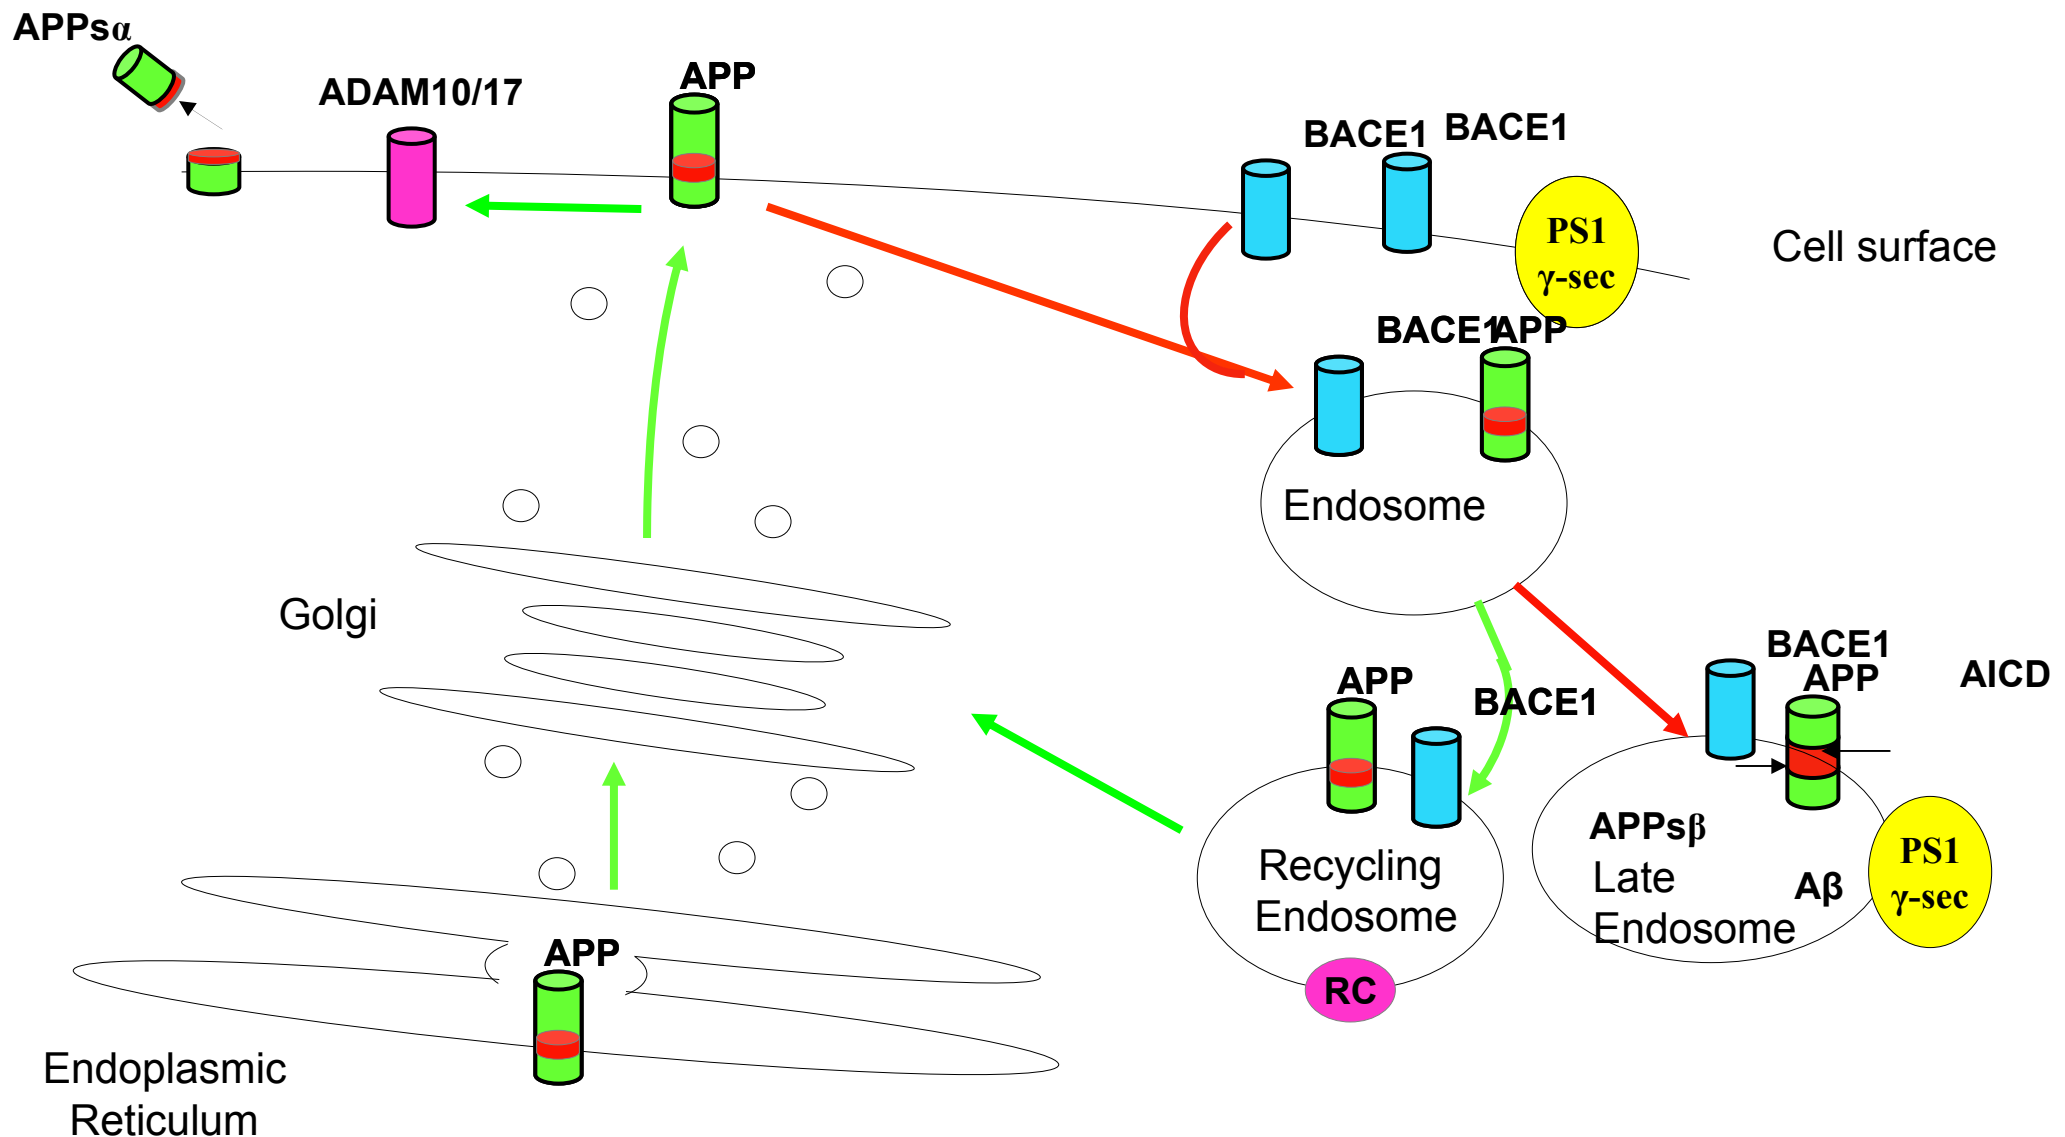 APPsα
ADAM10/17
APP
BACE1
BACE1
PS1
γ-sec
Cell surface
BACE1
APP
Endosome
Golgi
APP
BACE1
BACE1
APP
AICD
Recycling
Endosome
RC
APPsβ
Late
Endosome
Aβ
PS1
γ-sec
APP
Endoplasmic
Reticulum